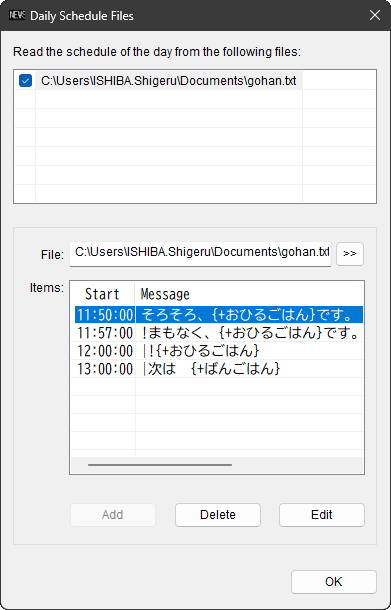 NEWS Daily Schedule Files
Read the schedule of the day from the following files:
C:\Users\ISHIBA.Shigeru\Documents\gohan.txt
File: C:\Users\ISHIBA.Shigeru\Documents\gohan.txt >>
Items:
Start Message
11:50:00 そろそろ、{+おひるごはん}です。
11:57:00 !まもなく、{+おひるごはん}です。
12:00:00 |!{+おひるごはん}
13:00:00 |次は　{+ばんごはん}
Add Delete Edit
OK